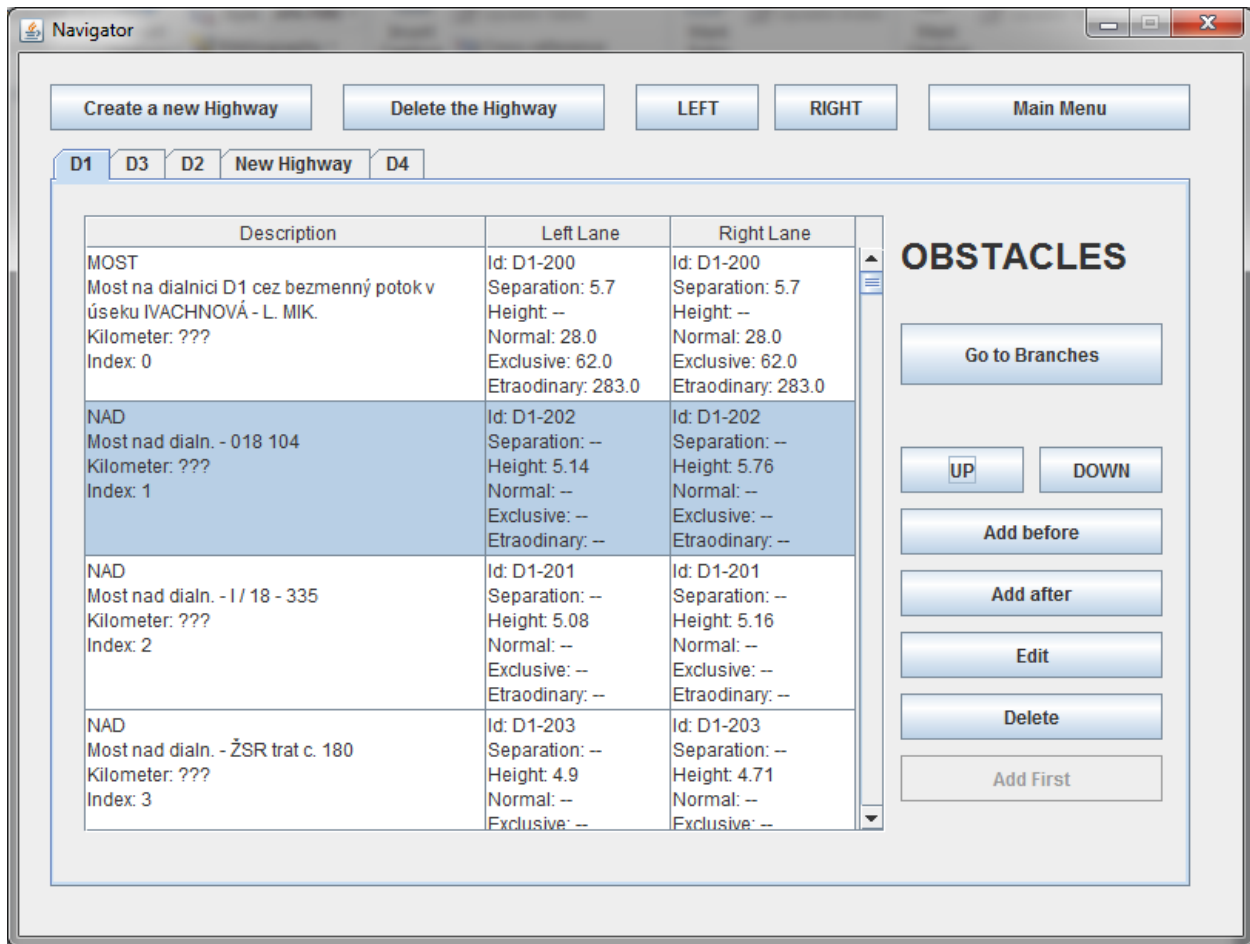 Navigator
Create a new Highway
Delete the Highway
LEFT
RIGHT
Main Menu
D1
D3
D2
New Highway
D4
Description
Left Lane
Right Lane
MOST
Most na dialnici D1 cez bezmenný potok v
úseku IVACHNOVÁ - L. MIK.
Kilometer: ???
Index: 0
Id: D1-200
Separation: 5.7
Height: --
Normal: 28.0
Exclusive: 62.0
Etraodinary: 283.0
Id: D1-200
Separation: 5.7
Height: --
Normal: 28.0
Exclusive: 62.0
Etraodinary: 283.0
NAD
Most nad dialn. - 018 104
Kilometer: ???
Index: 1
Id: D1-202
Separation: --
Height: 5.14
Normal: --
Exclusive: --
Etraodinary: --
Id: D1-202
Separation: --
Height: 5.76
Normal: --
Exclusive: --
Etraodinary: --
NAD
Most nad dialn. - I / 18 - 335
Kilometer: ???
Index: 2
Id: D1-201
Separation: --
Height: 5.08
Normal: --
Exclusive: --
Etraodinary: --
Id: D1-201
Separation: --
Height: 5.16
Normal: --
Exclusive: --
Etraodinary: --
NAD
Most nad dialn. - ŽSR trat c. 180
Kilometer: ???
Index: 3
Id: D1-203
Separation: --
Height: 4.9
Normal: --
Exclusive: --
Id: D1-203
Separation: --
Height: 4.71
Normal: --
Exclusive: --
OBSTACLES
Go to Branches
UP
DOWN
Add before
Add after
Edit
Delete
Add First